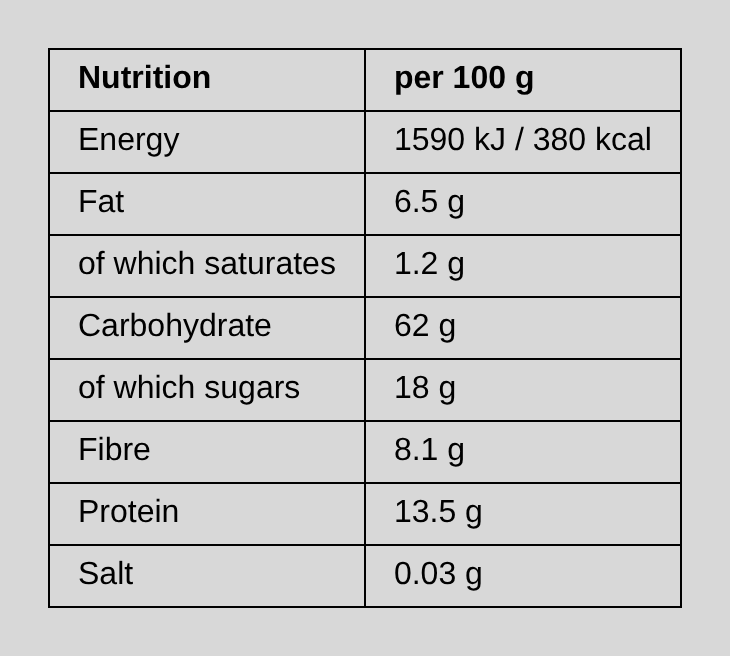 Nutrition per 100 g
Energy 1590 kJ / 380 kcal
Fat 6.5 g
of which saturates 1.2 g
Carbohydrate 62 g
of which sugars 18 g
Fibre 8.1 g
Protein 13.5 g
Salt 0.03 g